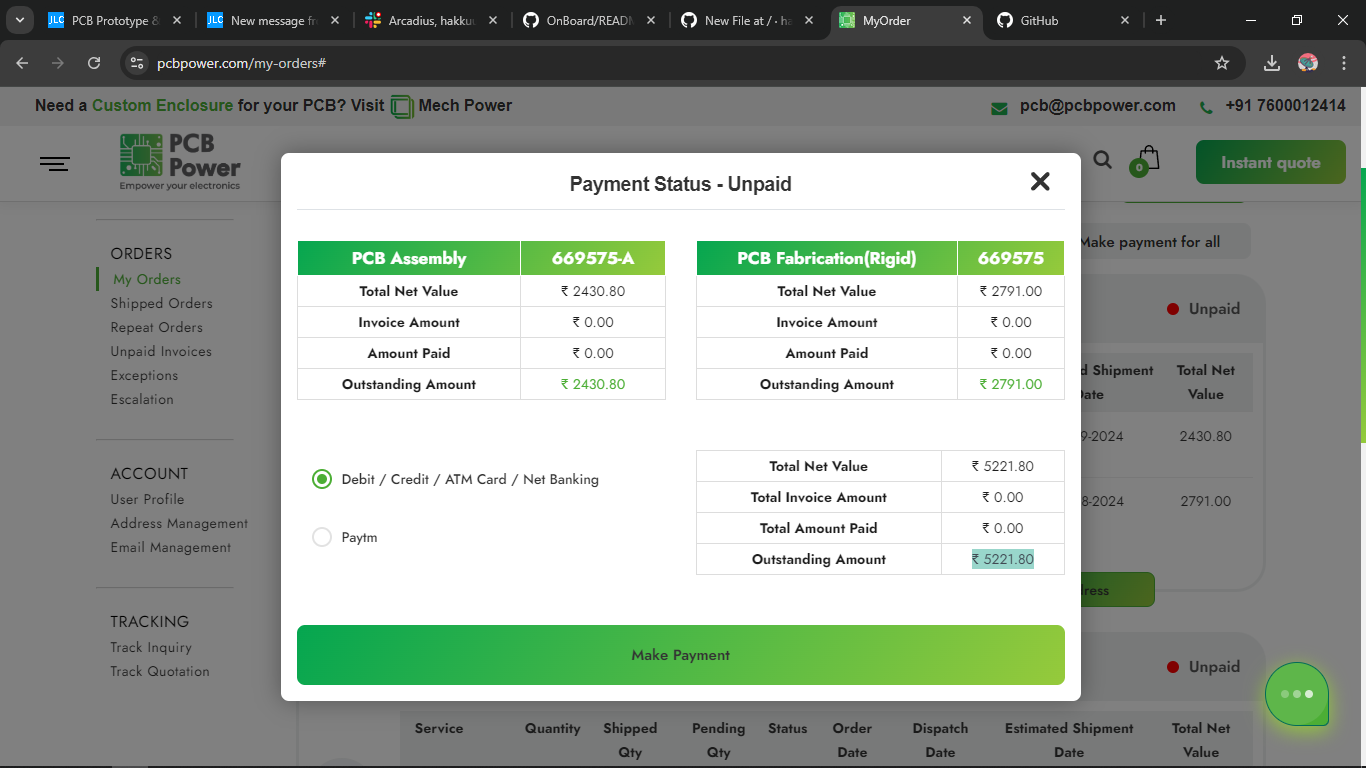 PCB Prototype &
New message fr
Arcadius, hakku
OnBoard/READM
New File at / · ha
MyOrder
GitHub
pcbpower.com/my-orders#
Need a Custom Enclosure for your PCB? Visit Mech Power
pcb@pcbpower.com
+91 7600012414
PCB Power
Empower your electronics
0
Instant quote
Payment Status - Unpaid
Make payment for all
ORDERS
My Orders
Shipped Orders
Repeat Orders
Unpaid Invoices
Exceptions
Escalation
ACCOUNT
User Profile
Address Management
Email Management
TRACKING
Track Inquiry
Track Quotation
PCB Assembly 669575-A
Total Net Value ₹ 2430.80
Invoice Amount ₹ 0.00
Amount Paid ₹ 0.00
Outstanding Amount ₹ 2430.80
PCB Fabrication(Rigid) 669575
Total Net Value ₹ 2791.00
Invoice Amount ₹ 0.00
Amount Paid ₹ 0.00
Outstanding Amount ₹ 2791.00
Debit / Credit / ATM Card / Net Banking
Paytm
Total Net Value ₹ 5221.80
Total Invoice Amount ₹ 0.00
Total Amount Paid ₹ 0.00
Outstanding Amount ₹ 5221.80
Make Payment
Unpaid
d Shipment Total Net
Date Value
9-2024 2430.80
8-2024 2791.00
dress
Unpaid
Service Quantity Shipped Pending Status Order Dispatch Estimated Shipment Total Net
Qty Qty Date Date Date Value